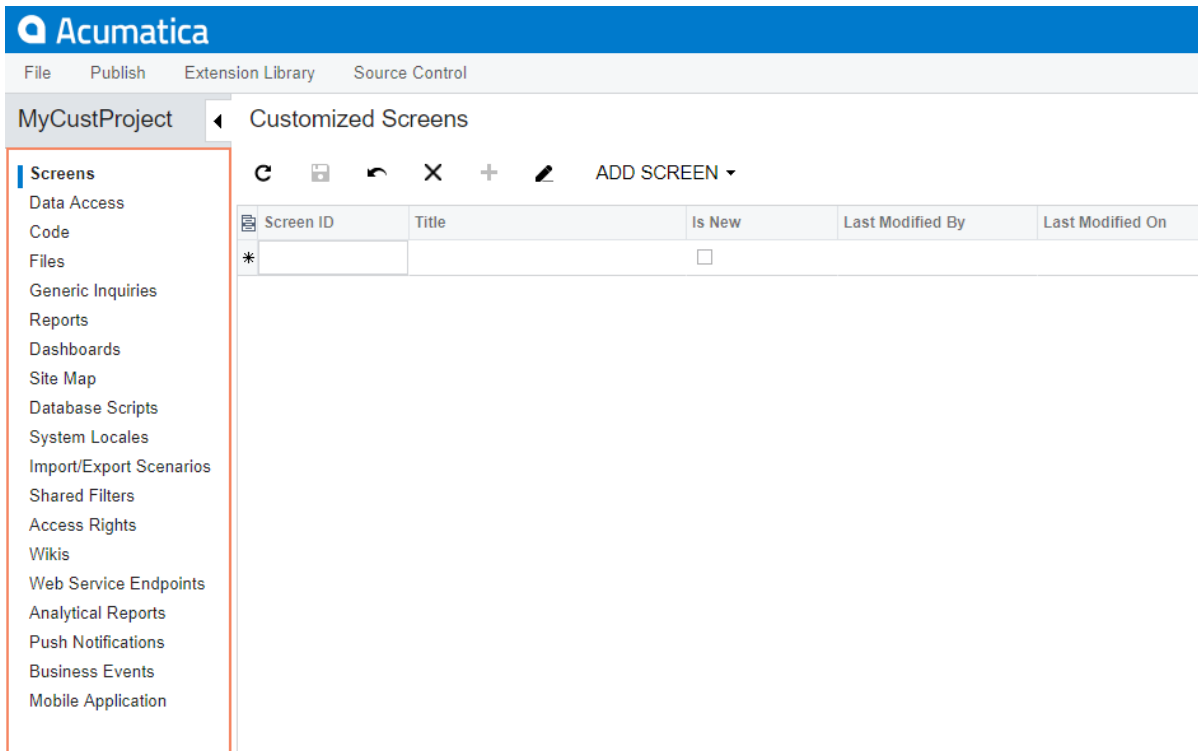 Acumatica
File Publish Extension Library Source Control
MyCustProject
Customized Screens
ADD SCREEN
Screen ID Title Is New Last Modified By Last Modified On
Screens
Data Access
Code
Files
Generic Inquiries
Reports
Dashboards
Site Map
Database Scripts
System Locales
Import/Export Scenarios
Shared Filters
Access Rights
Wikis
Web Service Endpoints
Analytical Reports
Push Notifications
Business Events
Mobile Application